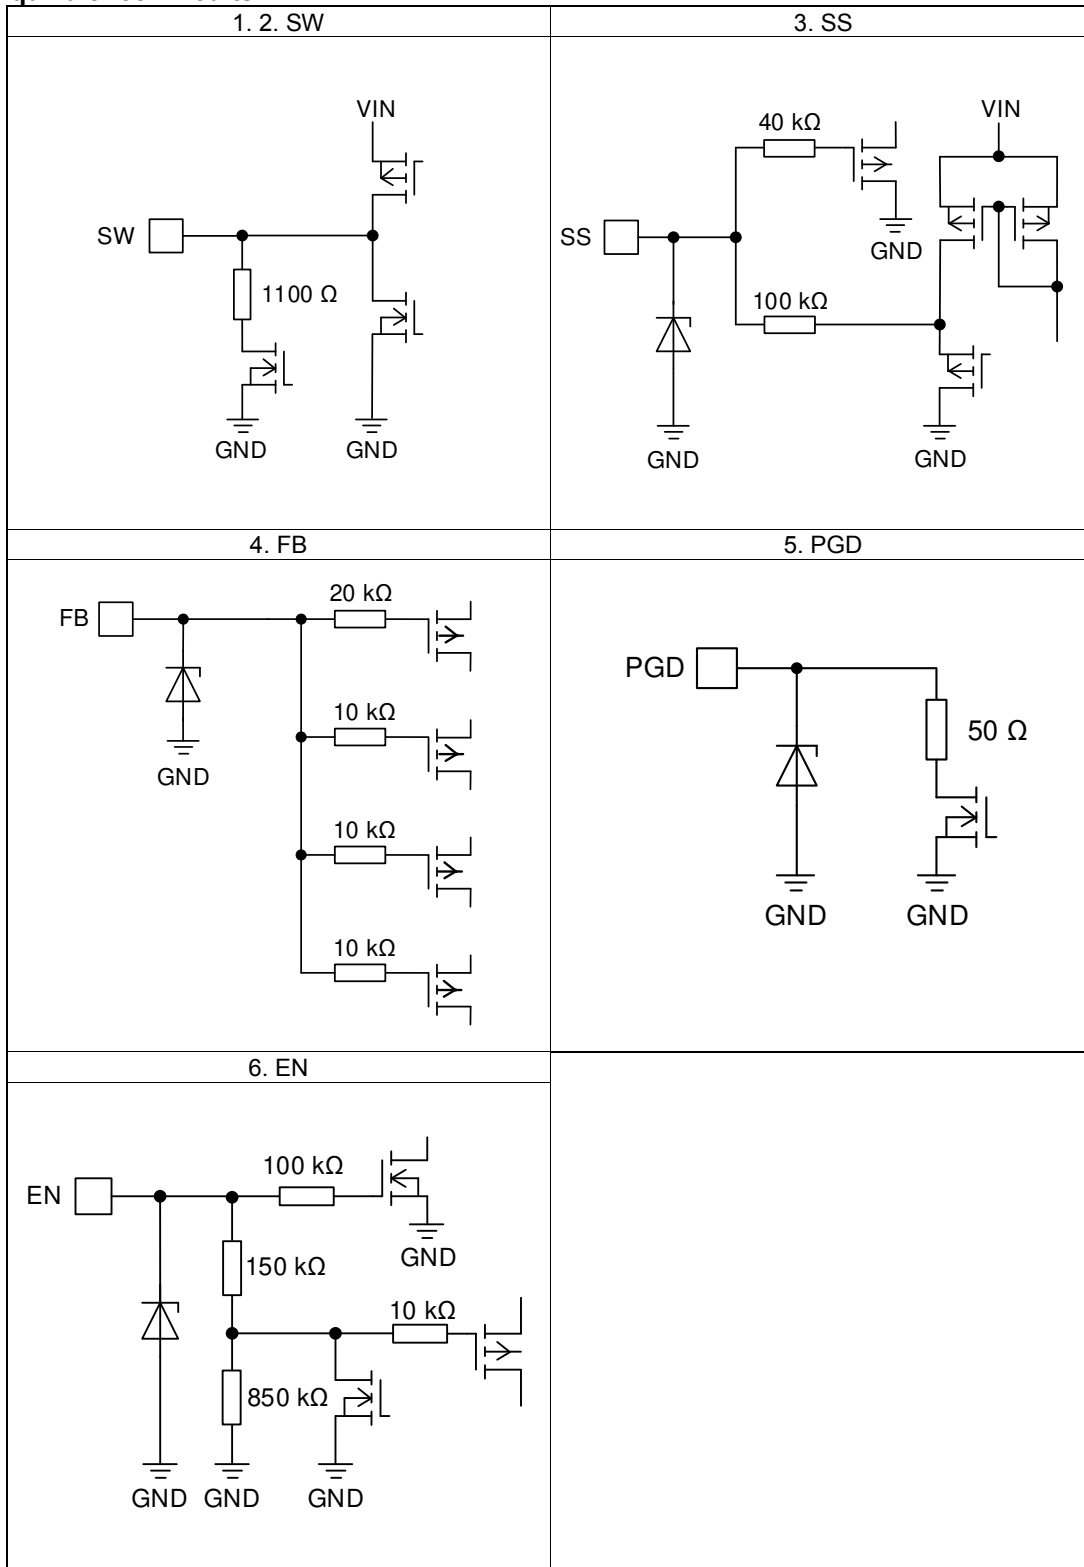 1. 2. SW
VIN
SW
1100 Ω
GND
GND
3. SS
40 kΩ
VIN
SS
GND
100 kΩ
GND
GND
4. FB
20 kΩ
FB
10 kΩ
GND
10 kΩ
10 kΩ
5. PGD
PGD
50 Ω
GND
GND
6. EN
100 kΩ
EN
GND
150 kΩ
10 kΩ
850 kΩ
GND
GND
GND